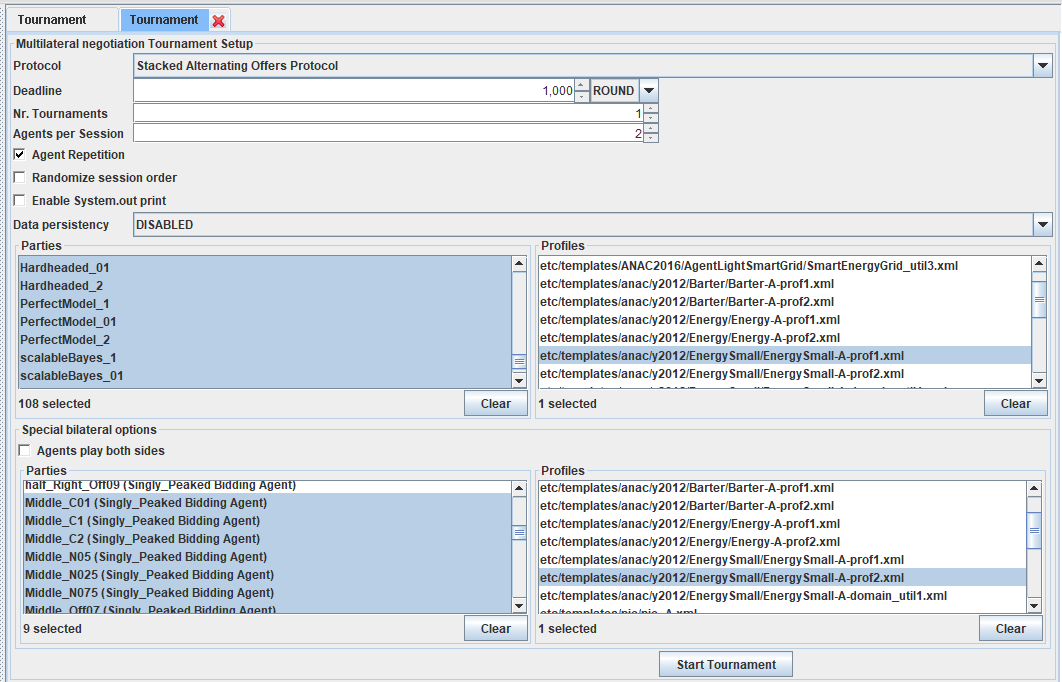 Tournament Tournament
Multilateral negotiation Tournament Setup
Protocol Stacked Alternating Offers Protocol
Deadline 1,000 ROUND
Nr. Tournaments 1
Agents per Session 2
Agent Repetition
Randomize session order
Enable System.out print
Data persistency DISABLED
Parties
Hardheaded_01
Hardheaded_2
PerfectModel_1
PerfectModel_01
PerfectModel_2
scalableBayes_1
scalableBayes_01
108 selected Clear
Profiles
etc/templates/ANAC2016/AgentLightSmartGrid/SmartEnergyGrid_util3.xml
etc/templates/anac/y2012/Barter/Barter-A-prof1.xml
etc/templates/anac/y2012/Barter/Barter-A-prof2.xml
etc/templates/anac/y2012/Energy/Energy-A-prof1.xml
etc/templates/anac/y2012/Energy/Energy-A-prof2.xml
etc/templates/anac/y2012/EnergySmall/EnergySmall-A-prof1.xml
etc/templates/anac/y2012/EnergySmall/EnergySmall-A-prof2.xml
1 selected Clear
Special bilateral options
Agents play both sides
Parties
half_Right_Off09 (Singly_Peaked Bidding Agent)
Middle_C01 (Singly_Peaked Bidding Agent)
Middle_C1 (Singly_Peaked Bidding Agent)
Middle_C2 (Singly_Peaked Bidding Agent)
Middle_N05 (Singly_Peaked Bidding Agent)
Middle_N025 (Singly_Peaked Bidding Agent)
Middle_N075 (Singly_Peaked Bidding Agent)
Middle_Off07 (Singly_Peaked Bidding Agent)
9 selected Clear
Profiles
etc/templates/anac/y2012/Barter/Barter-A-prof1.xml
etc/templates/anac/y2012/Barter/Barter-A-prof2.xml
etc/templates/anac/y2012/Energy/Energy-A-prof1.xml
etc/templates/anac/y2012/Energy/Energy-A-prof2.xml
etc/templates/anac/y2012/EnergySmall/EnergySmall-A-prof1.xml
etc/templates/anac/y2012/EnergySmall/EnergySmall-A-prof2.xml
etc/templates/anac/y2012/EnergySmall/EnergySmall-A-domain_util1.xml
1 selected Clear
Start Tournament